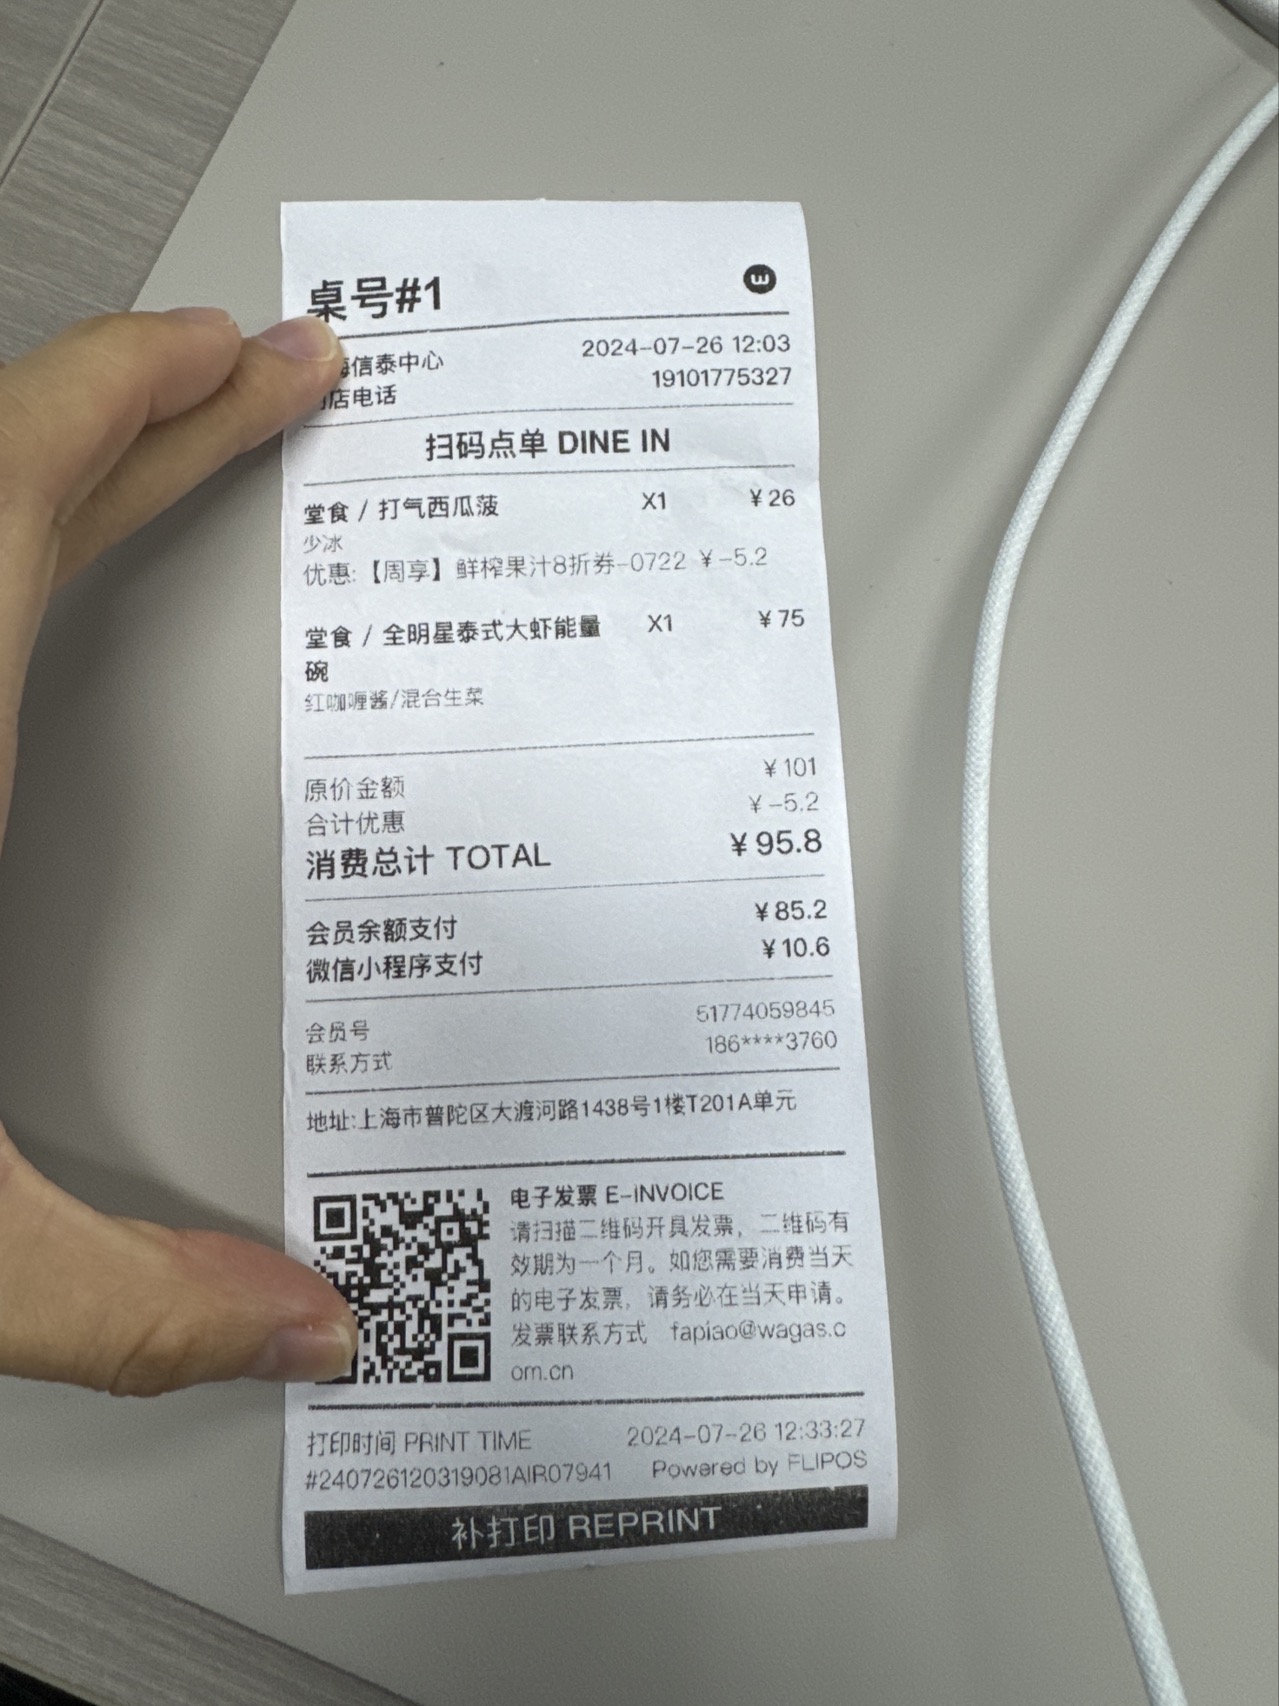 桌号#1
海信泰中心 2024-07-26 12:03
店电话 19101775327
扫码点单 DINE IN
堂食 / 打气西瓜菠 X1 ¥26
少冰
优惠:【周享】鲜榨果汁8折券-0722 ¥-5.2
堂食 / 全明星泰式大虾能量 X1 ¥75
碗
红咖喱酱/混合生菜
原价金额 ¥101
合计优惠 ¥-5.2
消费总计 TOTAL ¥95.8
会员余额支付 ¥85.2
微信小程序支付 ¥10.6
会员号 51774059845
联系方式 186****3760
地址:上海市普陀区大渡河路1438号1楼T201A单元
电子发票 E-INVOICE
请扫描二维码开具发票，二维码有
效期为一个月。如您需要消费当天
的电子发票，请务必在当天申请。
发票联系方式 fapiao@wagas.c
om.cn
打印时间 PRINT TIME 2024-07-26 12:33:27
#240726120319081AIR07941 Powered by FLIPOS
补打印 REPRINT